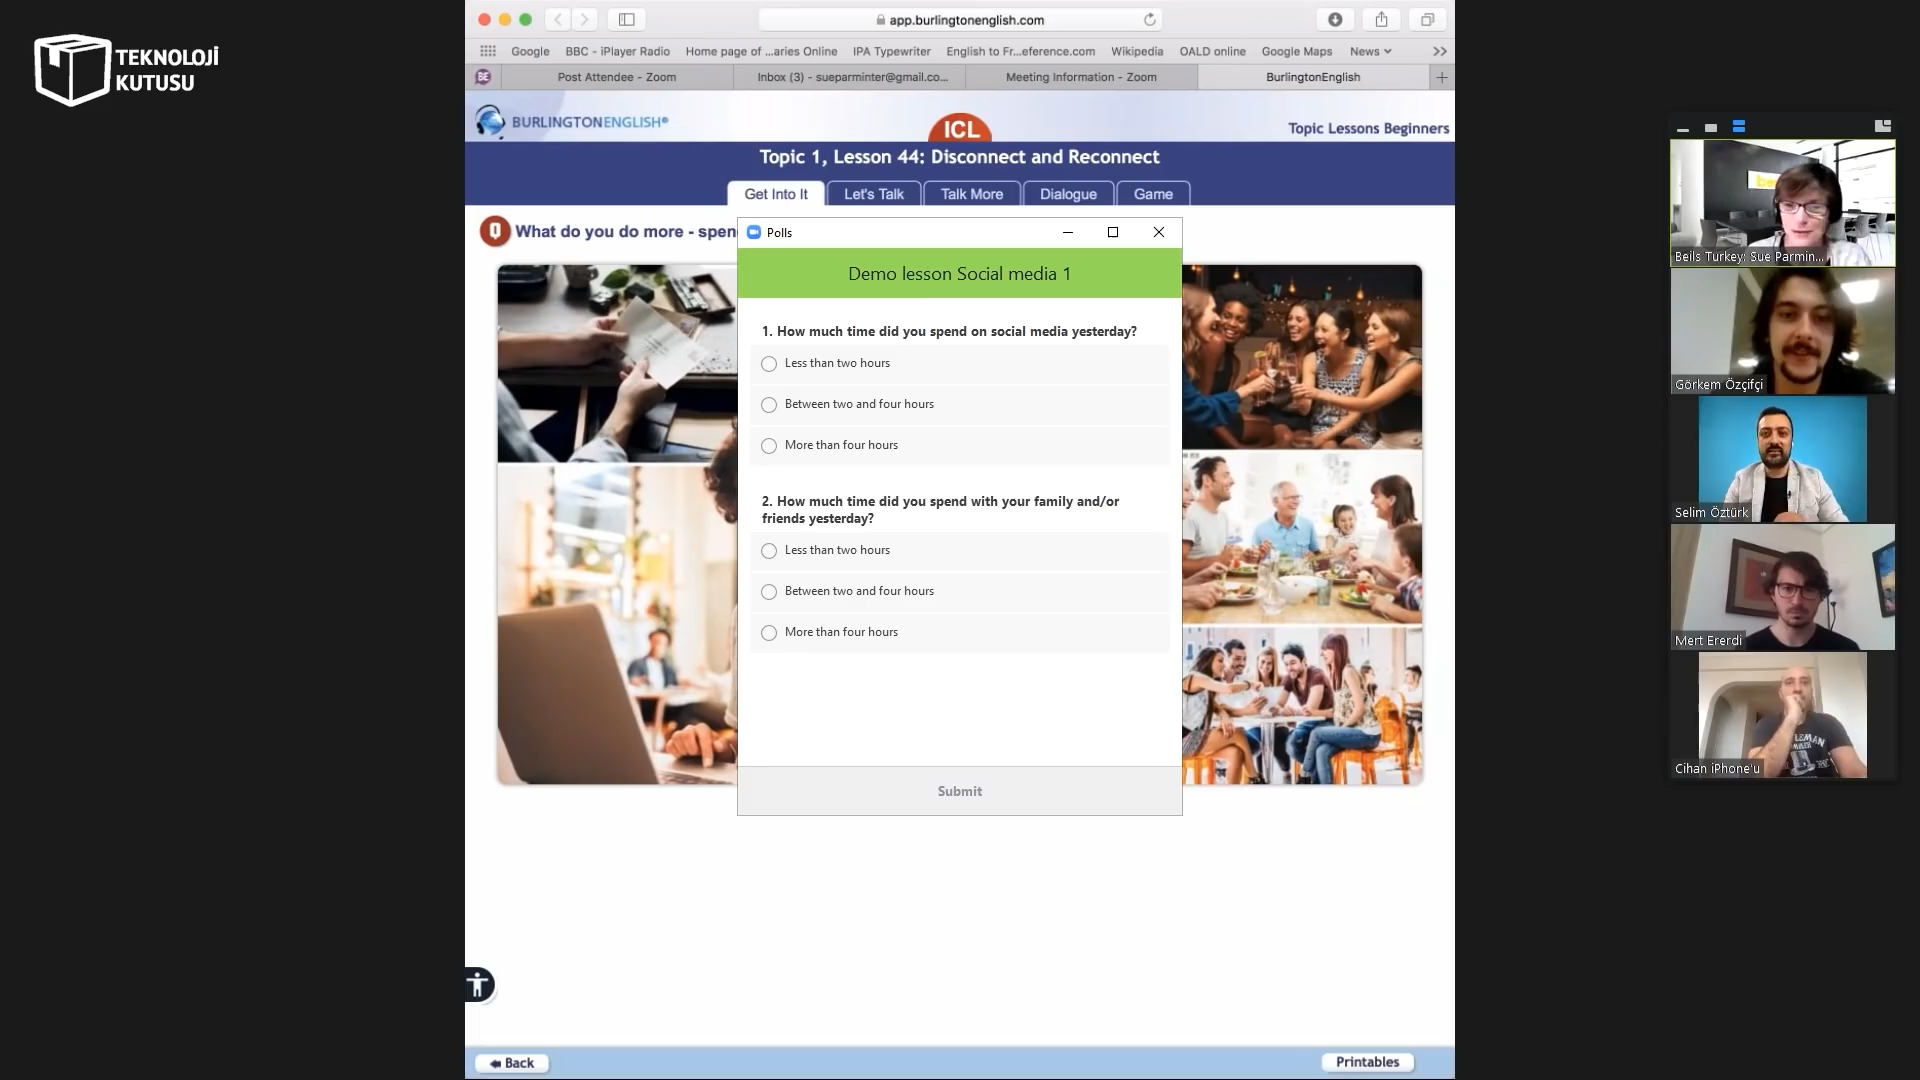 TEKNOLOJİ
KUTUSU
app.burlingtonenglish.com
Google BBC - iPlayer Radio Home page of ...aries Online IPA Typewriter English to Fr...eference.com Wikipedia OALD online Google Maps News
BE Post Attendee - Zoom Inbox (3) - sueparminter@gmail.co... Meeting Information - Zoom BurlingtonEnglish
BURLINGTONENGLISH®
ICL
Topic Lessons Beginners
Topic 1, Lesson 44: Disconnect and Reconnect
Get Into It Let's Talk Talk More Dialogue Game
Q What do you do more - spen
Polls
Demo lesson Social media 1
1. How much time did you spend on social media yesterday?
Less than two hours
Between two and four hours
More than four hours
2. How much time did you spend with your family and/or
friends yesterday?
Less than two hours
Between two and four hours
More than four hours
Submit
Back
Printables
Beils Turkey: Sue Parmin...
Görkem Özçifçi
Selim Öztürk
Mert Ererdi
Cihan iPhone'u